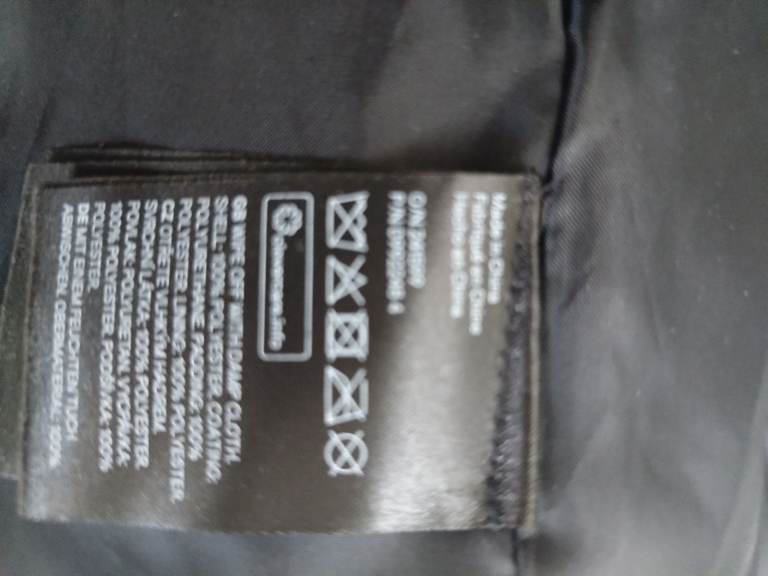 Made in China
Fabriqué en Chine
Hecho en China
O/N
P/N
GB WIPE OFF WITH DAMP CLOTH.
SHELL: 100% POLYESTER. COATING:
POLYURETHANE. PADDING: 100%
POLYESTER. LINING: 100% POLYESTER.
CZ OTŘETE VLHKÝM HADREM.
SVRCHNÍ LÁTKA: 100% POLYESTER.
POVLAK: POLYURETAN. VÝCHPÁVKA:
100% POLYESTER. PODŠÍVKA: 100%
POLYESTER.
DE MIT EINEM FEUCHTEN TUCH
ABWISCHEN. OBERMATERIAL: 100%